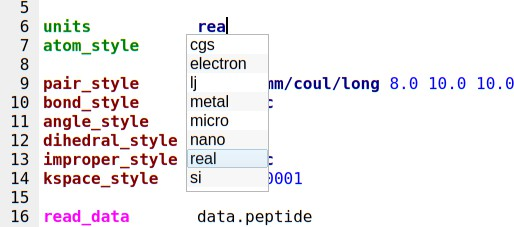 5
6 units rea
7 atom_style
8
9 pair_style mm/coul/long 8.0 10.0 10.0
10 bond_style c
11 angle_style
12 dihedral_style
13 improper_style c
14 kspace_style 0001
15
16 read_data data.peptide
cgs
electron
lj
metal
micro
nano
real
si